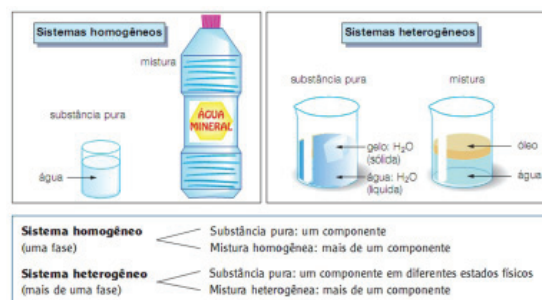 Sistemas homogêneos
mistura
substância pura
ÁGUA
MINERAL
água
Sistemas heterogêneos
substância pura
mistura
gelo: H₂O
(sólida)
água: H₂O
(líquida)
óleo
água
Sistema homogêneo
(uma fase)
Substância pura: um componente
Mistura homogênea: mais de um componente
Sistema heterogêneo
(mais de uma fase)
Substância pura: um componente em diferentes estados físicos
Mistura heterogênea: mais de um componente